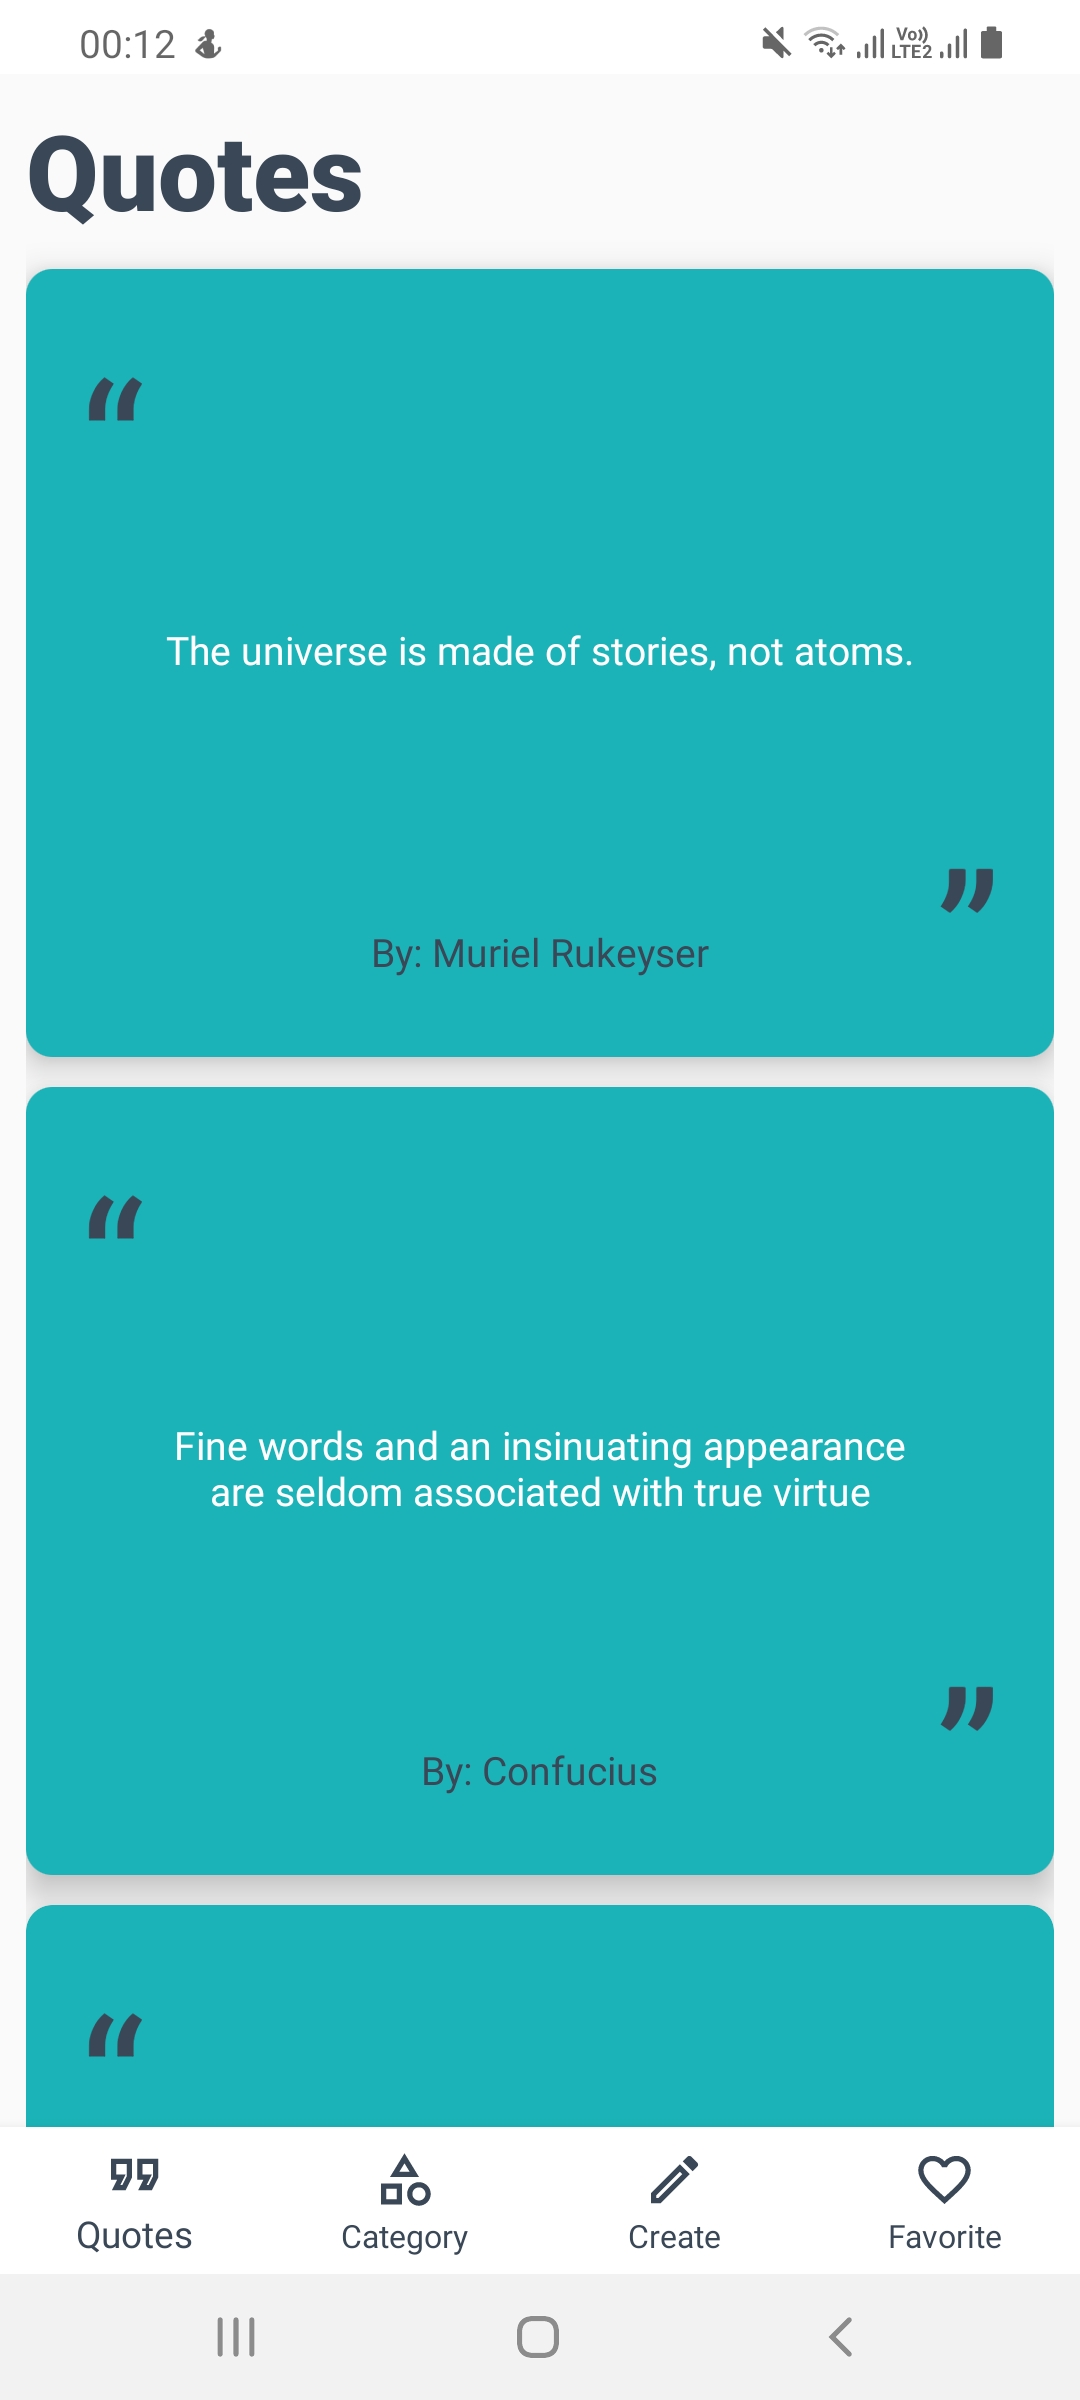 00:12
Vo)) LTE2
Quotes
“
The universe is made of stories, not atoms.
”
By: Muriel Rukeyser
“
Fine words and an insinuating appearance
are seldom associated with true virtue
”
By: Confucius
“
Quotes
Category
Create
Favorite